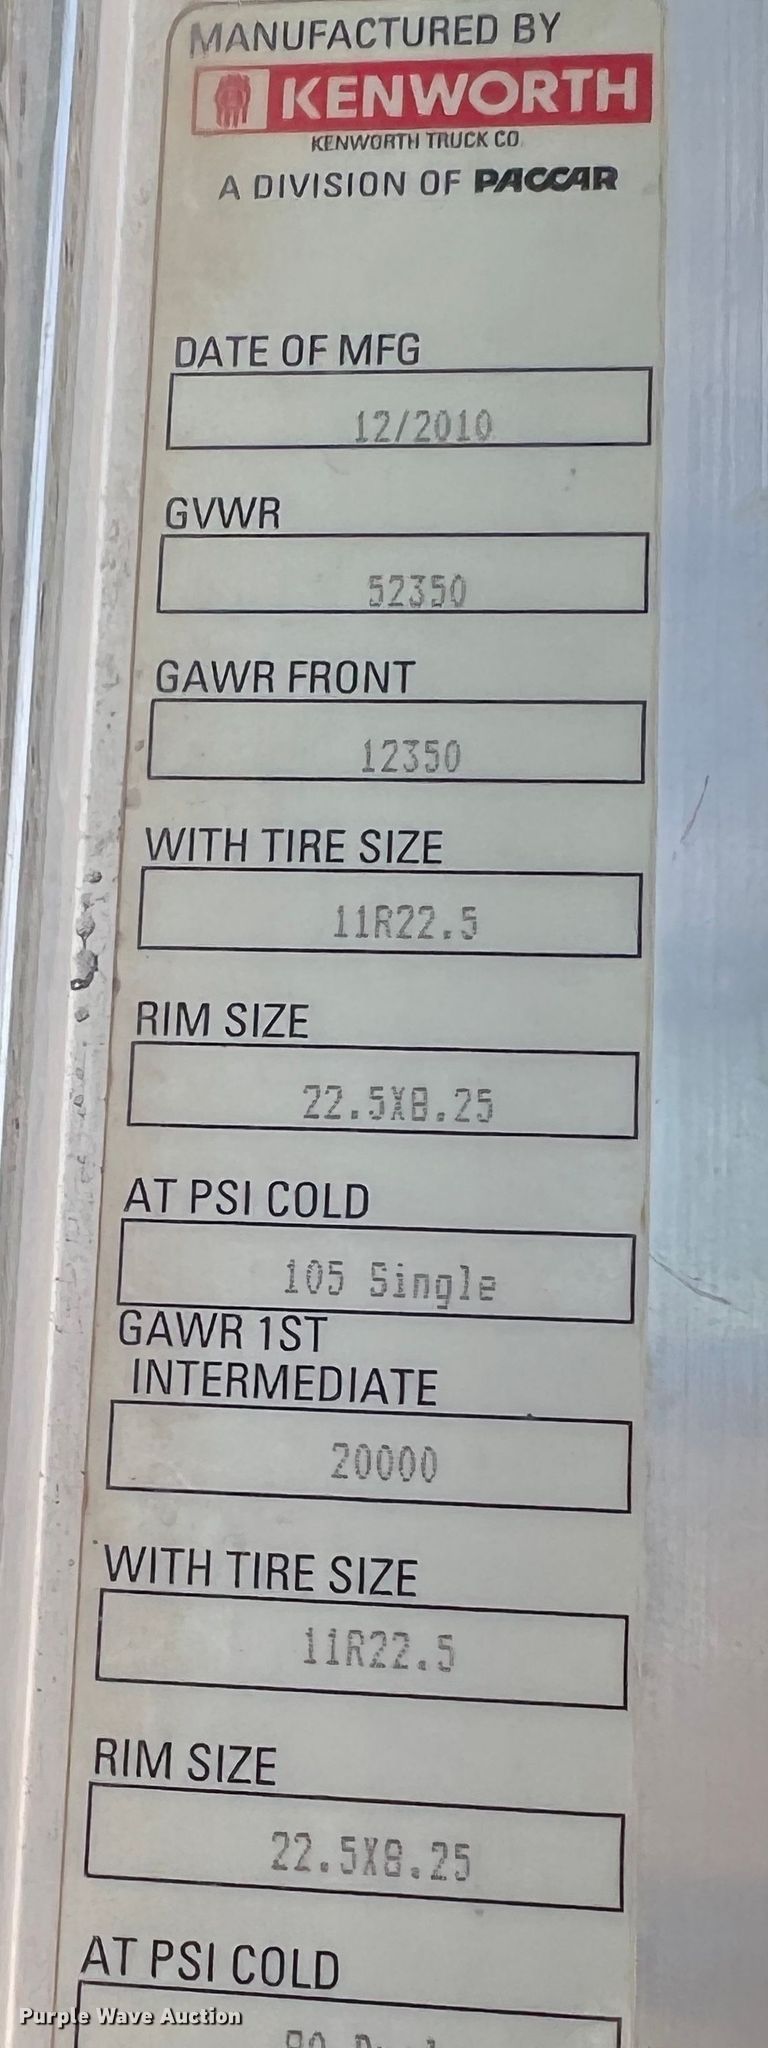 MANUFACTURED BY
KENWORTH
KENWORTH TRUCK CO.
A DIVISION OF PACCAR
DATE OF MFG
12/2010
GVWR
52350
GAWR FRONT
12350
WITH TIRE SIZE
11R22.5
RIM SIZE
22.5X8.25
AT PSI COLD
105 Single
GAWR 1ST
INTERMEDIATE
20000
WITH TIRE SIZE
11R22.5
RIM SIZE
22.5X8.25
AT PSI COLD
Purple Wave Auction